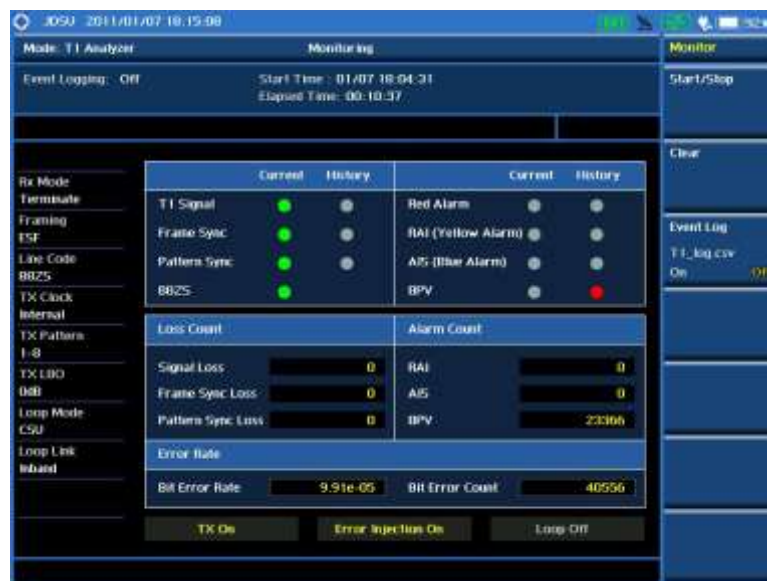 JDSU 2011/01/07 18:15:08
Mode: T1 Analyzer
Monitoring
Monitor
Event Logging: Off
Start Time : 01/07 18:04:31
Elapsed Time: 00:10:37
Start/Stop
Clear
Event Log
T1_log.csv
On Off
Rx Mode
Terminate
Framing
ESF
Line Code
B8ZS
TX Clock
Internal
TX Pattern
1-8
TX LBO
0dB
Loop Mode
CSU
Loop Link
Inband
Current History
T1 Signal
Frame Sync
Pattern Sync
B8ZS
Current History
Red Alarm
RAI (Yellow Alarm)
AIS (Blue Alarm)
BPV
Loss Count
Signal Loss 0
Frame Sync Loss 0
Pattern Sync Loss 0
Alarm Count
RAI 0
AIS 0
BPV 23366
Error Rate
Bit Error Rate 9.91e-05
Bit Error Count 40556
TX On
Error Injection On
Loop Off